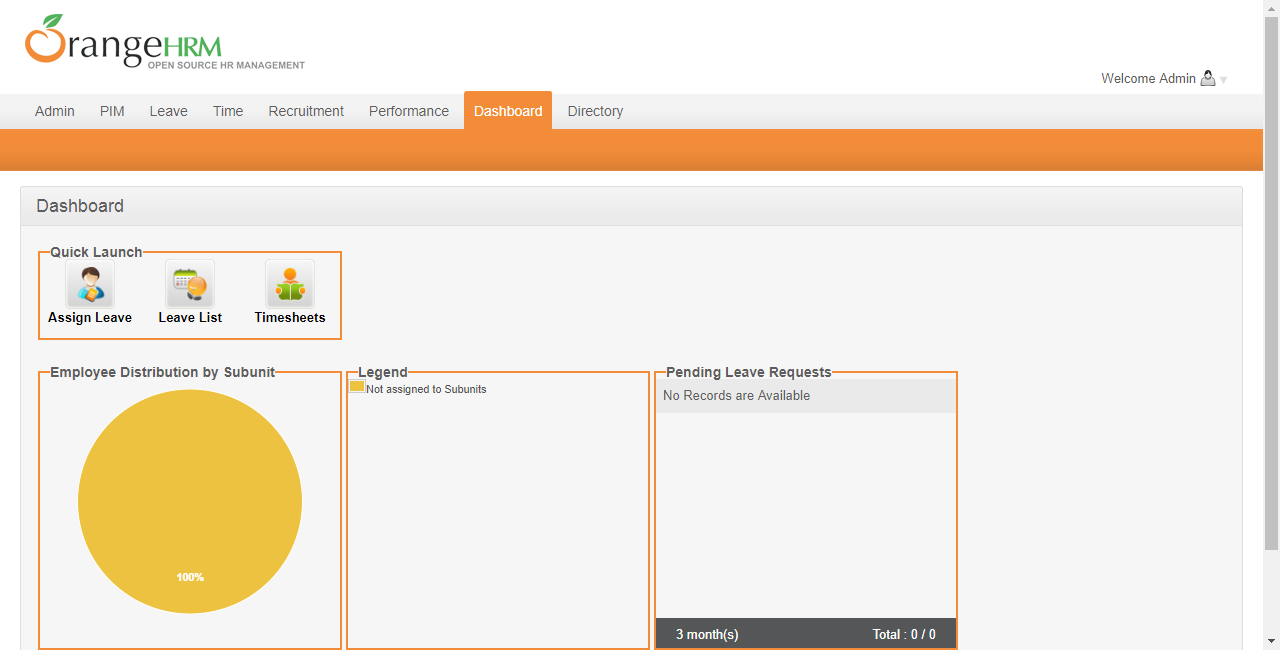 OrangeHRM
OPEN SOURCE HR MANAGEMENT
Welcome Admin
Admin PIM Leave Time Recruitment Performance Dashboard Directory
Dashboard
Quick Launch
Assign Leave Leave List Timesheets
Employee Distribution by Subunit
100%
Legend
Not assigned to Subunits
Pending Leave Requests
No Records are Available
3 month(s) Total : 0 / 0